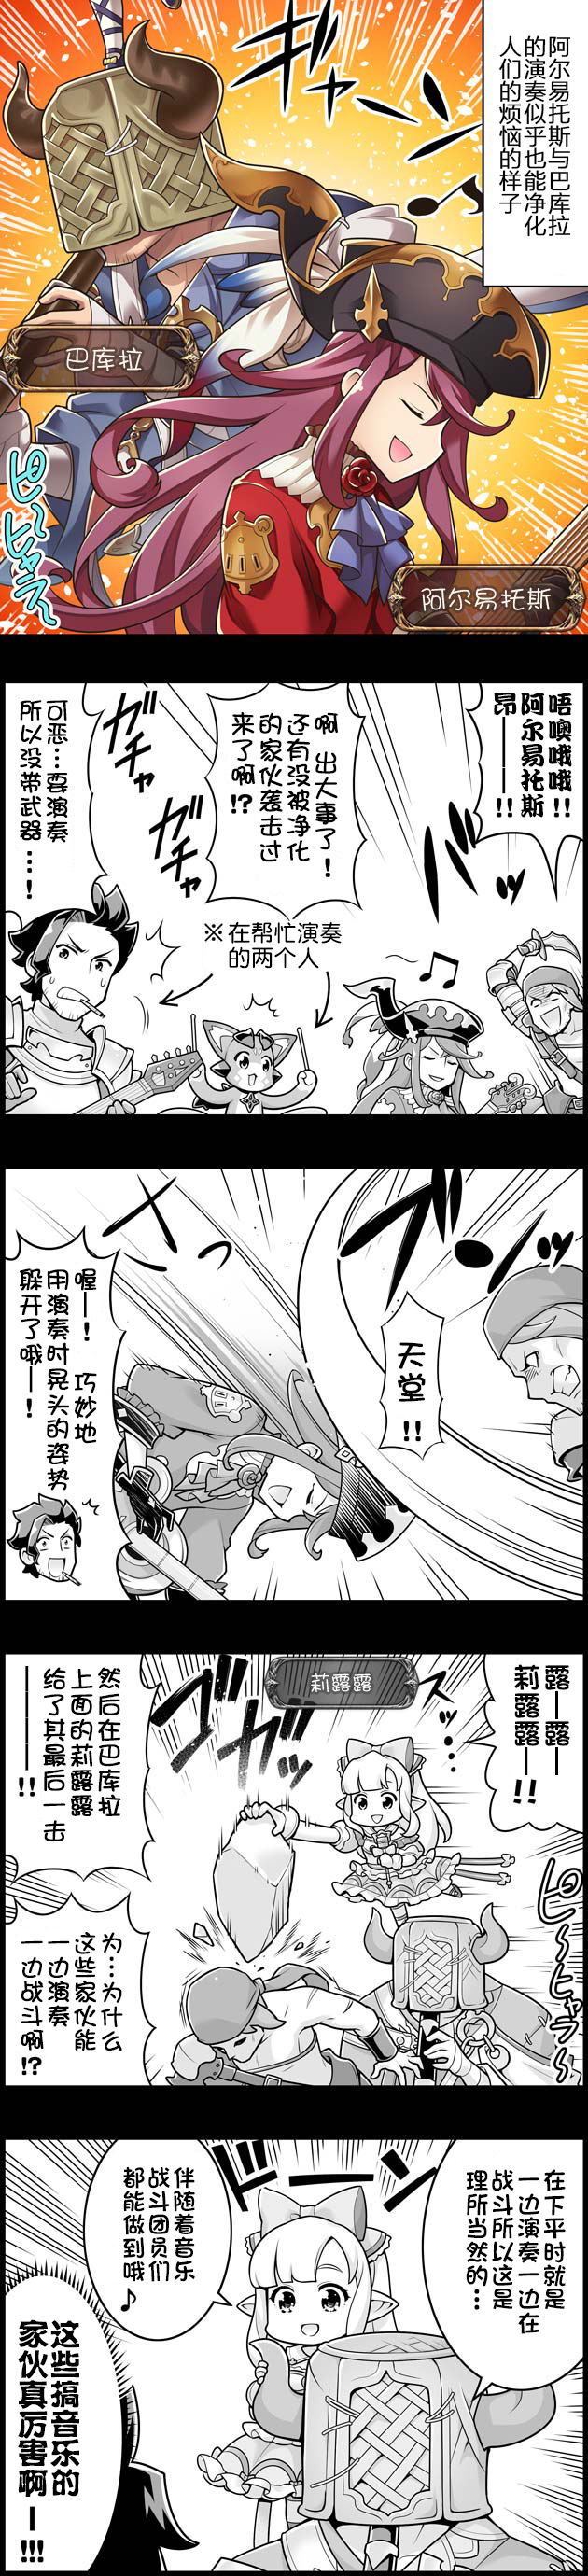 阿尔易托斯与巴库拉
的演奏似乎也能净化
人们的烦恼的样子
ギャーン
♪
巴库拉
ピ〜ヒャラ〜
阿尔易托斯
唔噢哦哦!!
阿尔易托斯
昂——!!
啊 出大事了！
还有没被净化
的家伙袭击过
来了啊!?
ガチャ
ガチャ
可恶…要演奏
所以没带武器
…！
※在帮忙演奏
的两个人
♪
ブン
天堂!!
サッ
喔ー！ 巧妙地
用演奏时晃头的姿势
躲开了哦ー！
露ー露ー
莉露露ー!!
スッ…
莉露露
ゴガッ
然后在巴库拉
上面的莉露露
给了其最后一击
————!!
ピ〜ヒャラ〜
为…为什么
这些家伙能
一边演奏
一边战斗啊!?
在下平时就是
一边演奏一边在
战斗所以这是
理所当然的…
ドーン
伴随着音乐
战斗团员们
都能做到哦
♪
这些搞音乐的
家伙真厉害啊ー!!!